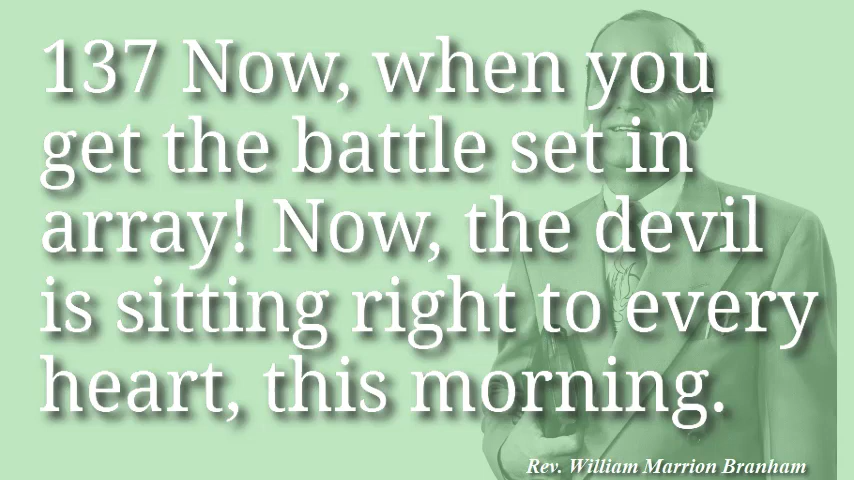 137 Now, when you
get the battle set in
array! Now, the devil
is sitting right to every
heart, this morning.
Rev. William Marrion Branham